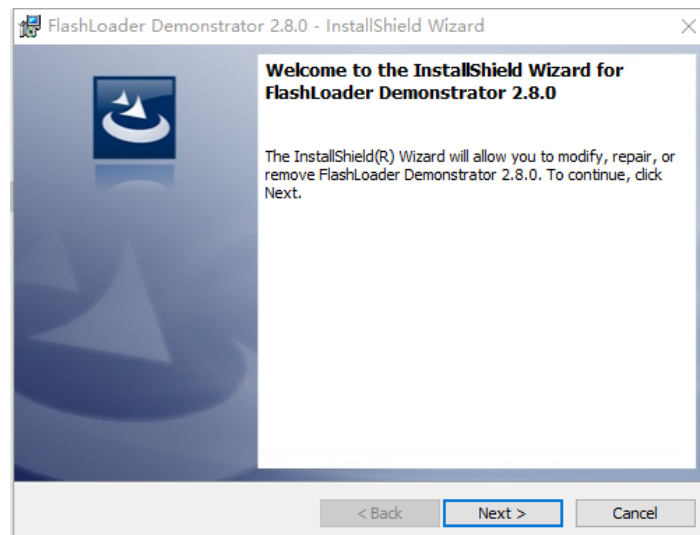 FlashLoader Demonstrator 2.8.0 - InstallShield Wizard
Welcome to the InstallShield Wizard for
FlashLoader Demonstrator 2.8.0
The InstallShield(R) Wizard will allow you to modify, repair, or
remove FlashLoader Demonstrator 2.8.0. To continue, click
Next.
< Back
Next >
Cancel